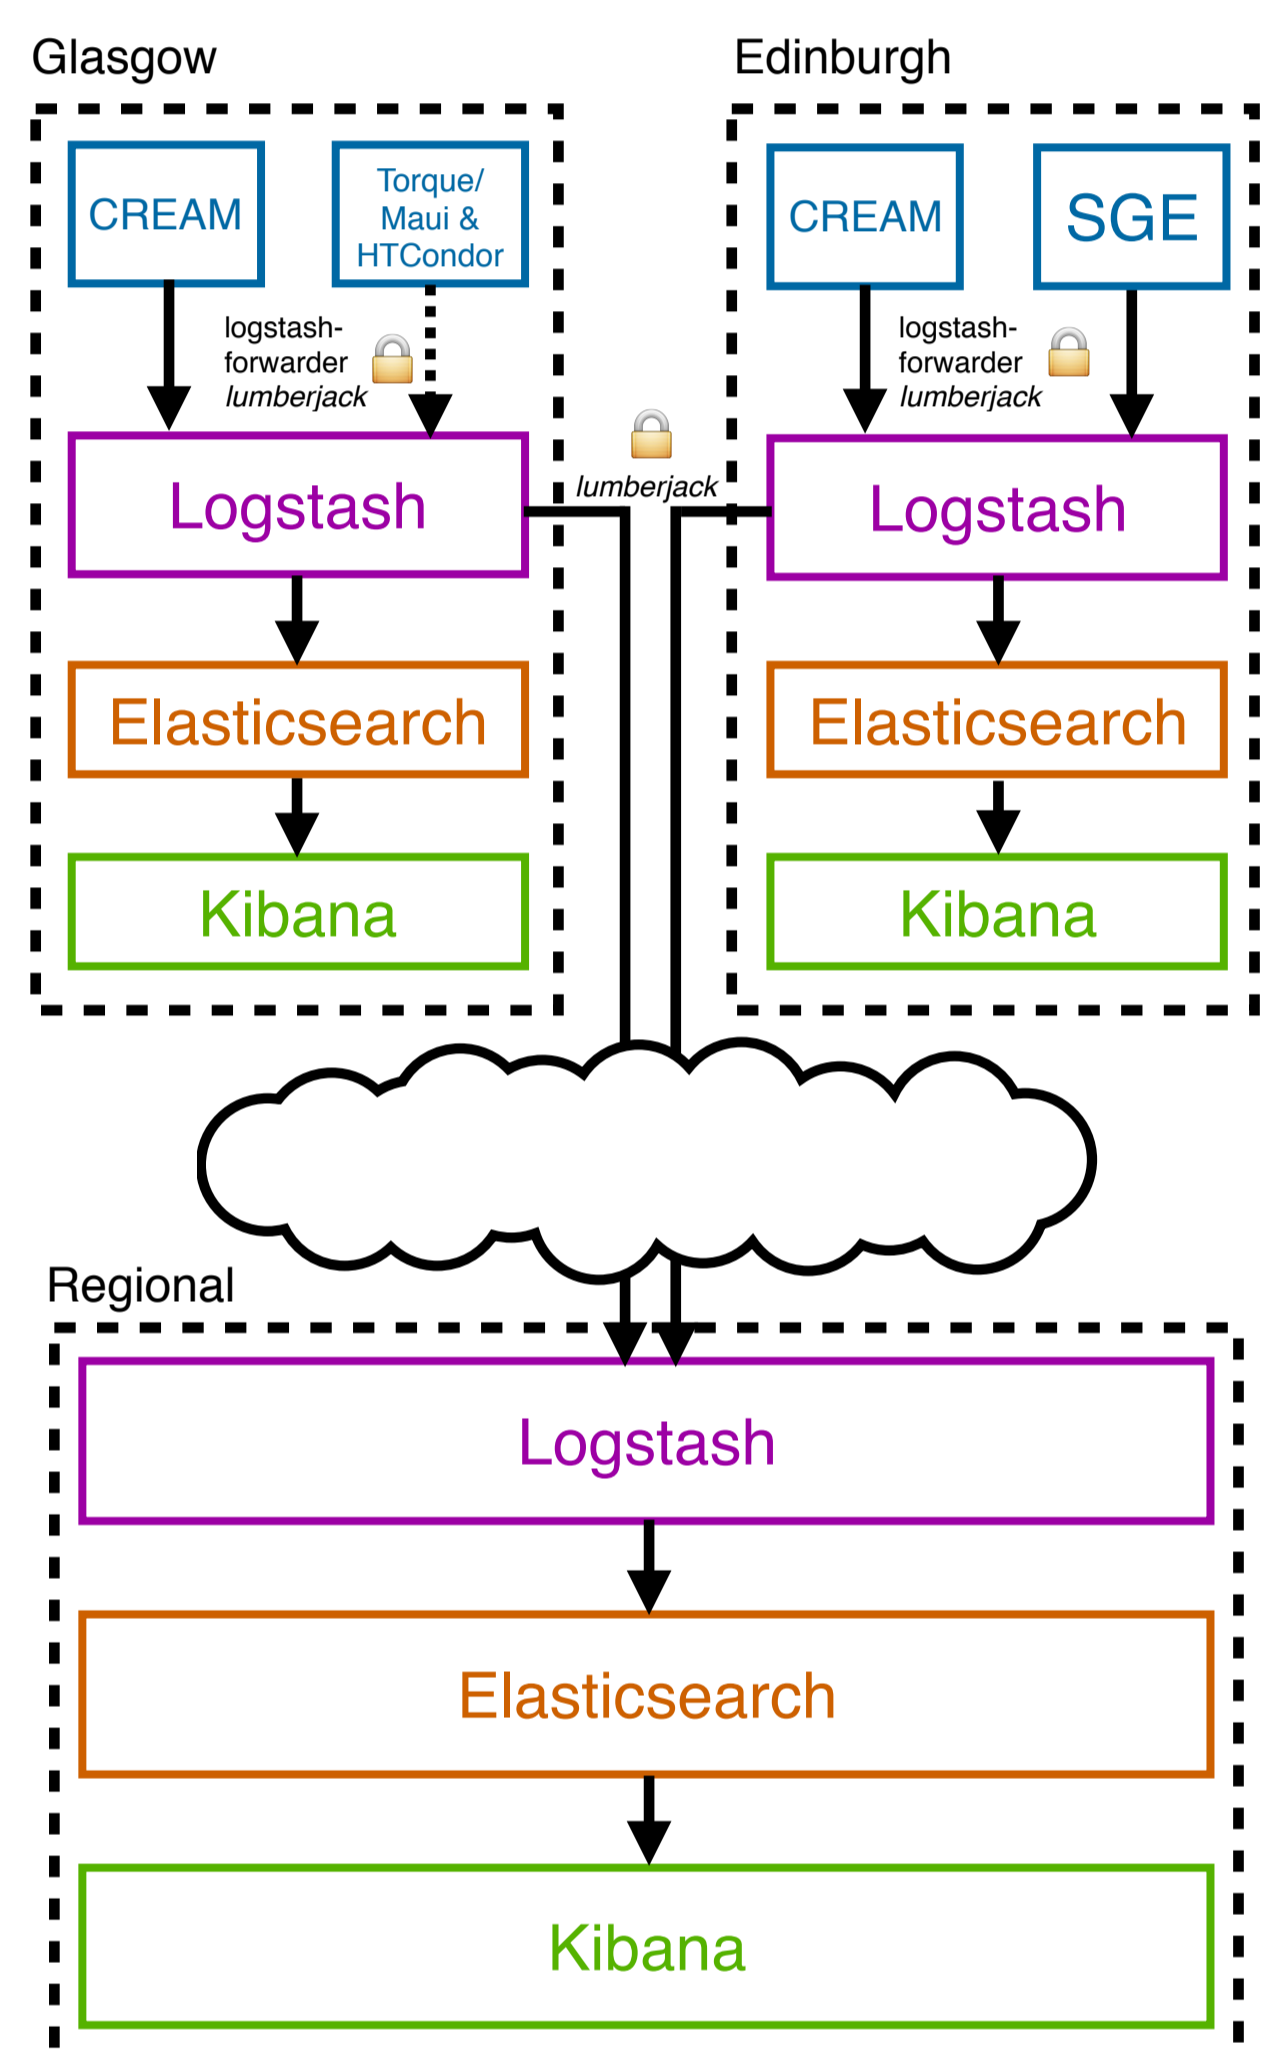 Glasgow
CREAM
Torque/
Maui &
HTCondor
logstash-
forwarder
lumberjack
Logstash
Elasticsearch
Kibana
lumberjack
Edinburgh
CREAM
SGE
logstash-
forwarder
lumberjack
Logstash
Elasticsearch
Kibana
Regional
Logstash
Elasticsearch
Kibana